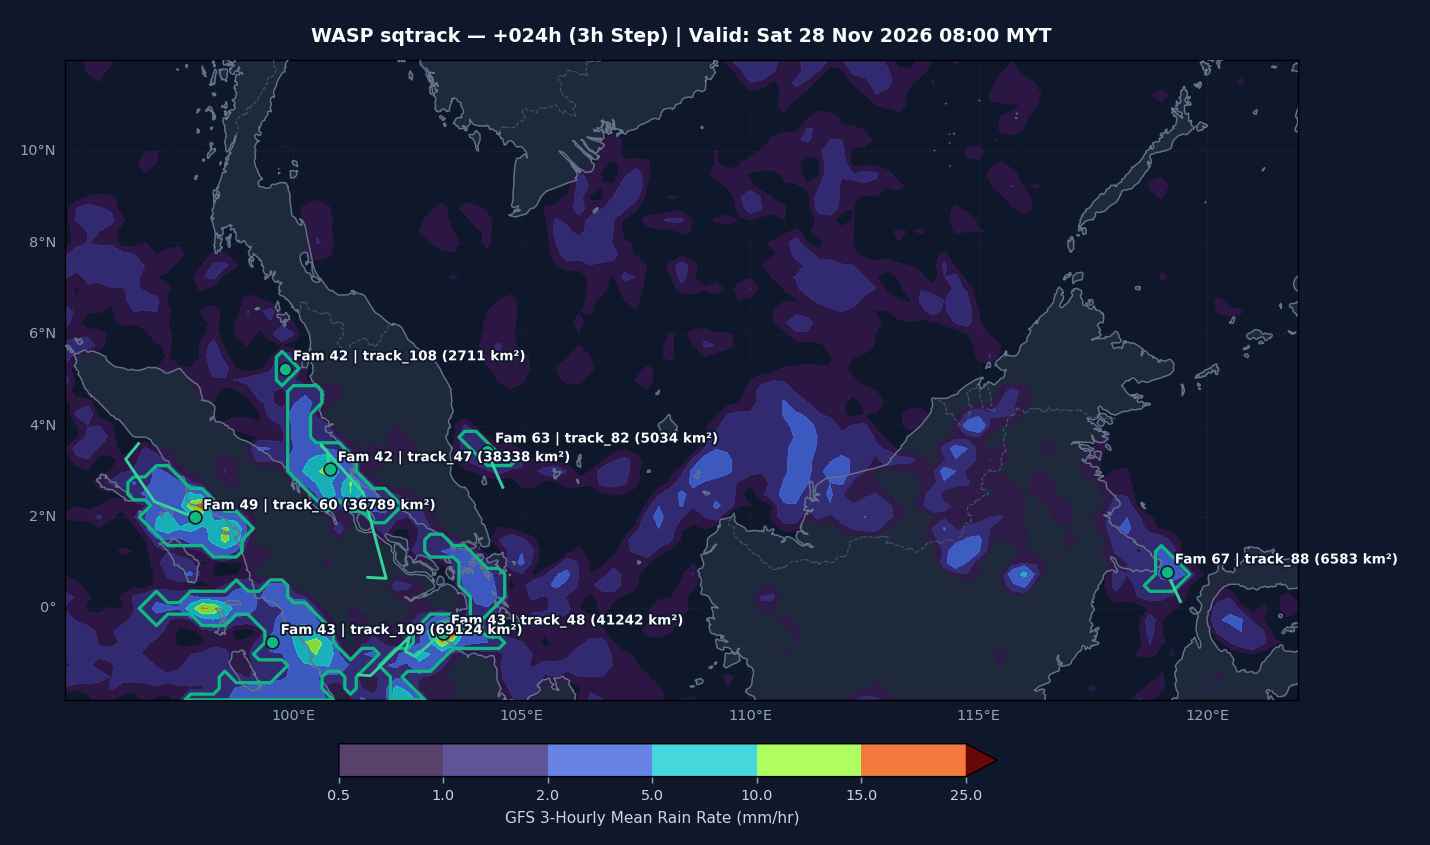 WASP sqtrack — +024h (3h Step) | Valid: Sat 28 Nov 2026 08:00 MYT
10°N
8°N
6°N
Fam 42 | track_108 (2711 km²)
4°N
Fam 63 | track_82 (5034 km²)
Fam 42 | track_47 (38338 km²)
2°N
Fam 49 | track_60 (36789 km²)
Fam 67 | track_88 (6583 km²)
0°
Fam 43 | track_48 (41242 km²)
Fam 43 | track_109 (69124 km²)
100°E 105°E 110°E 115°E 120°E
0.5 1.0 2.0 5.0 10.0 15.0 25.0
GFS 3-Hourly Mean Rain Rate (mm/hr)